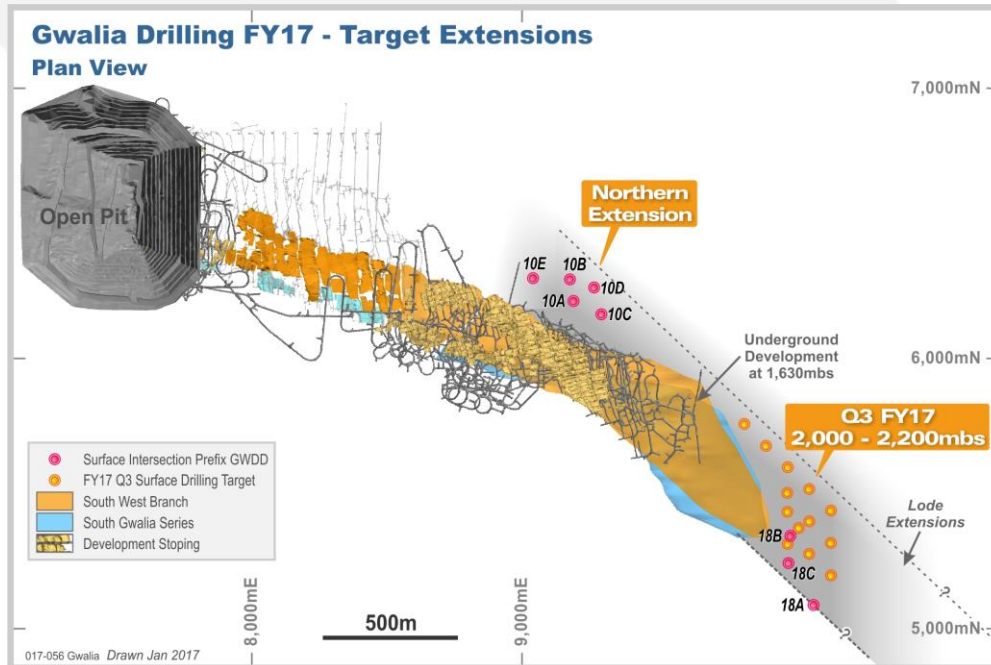 Gwalia Drilling FY17 - Target Extensions
Plan View
7,000mN
Open Pit
Northern
Extension
10E
10B
10D
10A
10C
Underground
Development
at 1,630mbs
6,000mN
Q3 FY17
2,000 - 2,200mbs
Surface Intersection Prefix GWDD
FY17 Q3 Surface Drilling Target
South West Branch
South Gwalia Series
Development Stoping
Lode
Extensions
18B
18C
18A
?
?
8,000mE
9,000mE
500m
5,000mN
017-056 Gwalia Drawn Jan 2017